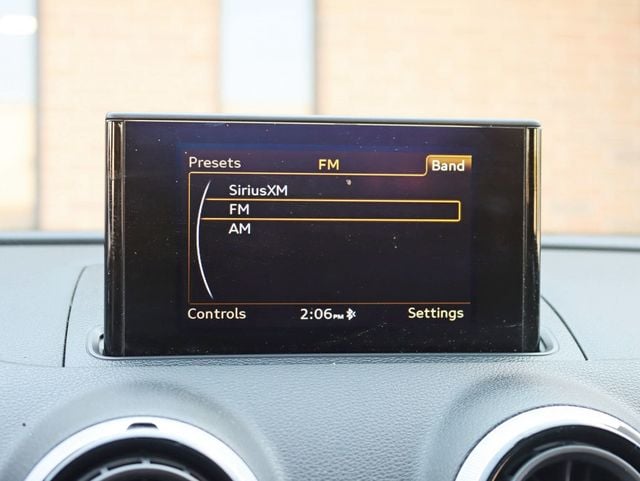 Presets FM Band
SiriusXM
FM
AM
Controls 2:06PM Settings